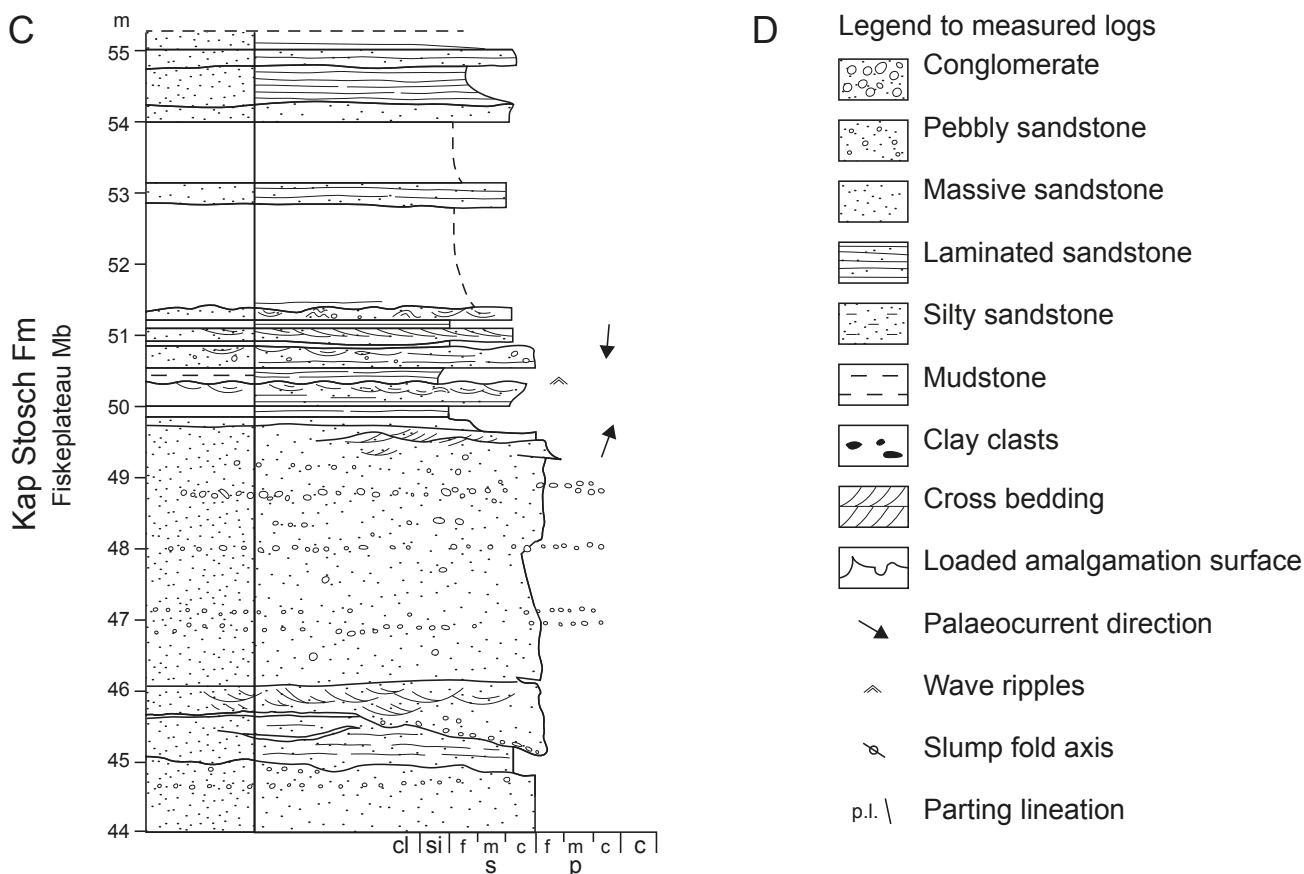 C
m
55
54
53
52
51
50
49
48
47
46
45
44
Kap Stosch Fm
Fiskeplateau Mb
cl si f m c f m c c
s p
D
Legend to measured logs
Conglomerate
Pebbly sandstone
Massive sandstone
Laminated sandstone
Silty sandstone
Mudstone
Clay clasts
Cross bedding
Loaded amalgamation surface
Palaeocurrent direction
Wave ripples
Slump fold axis
p.l. Parting lineation